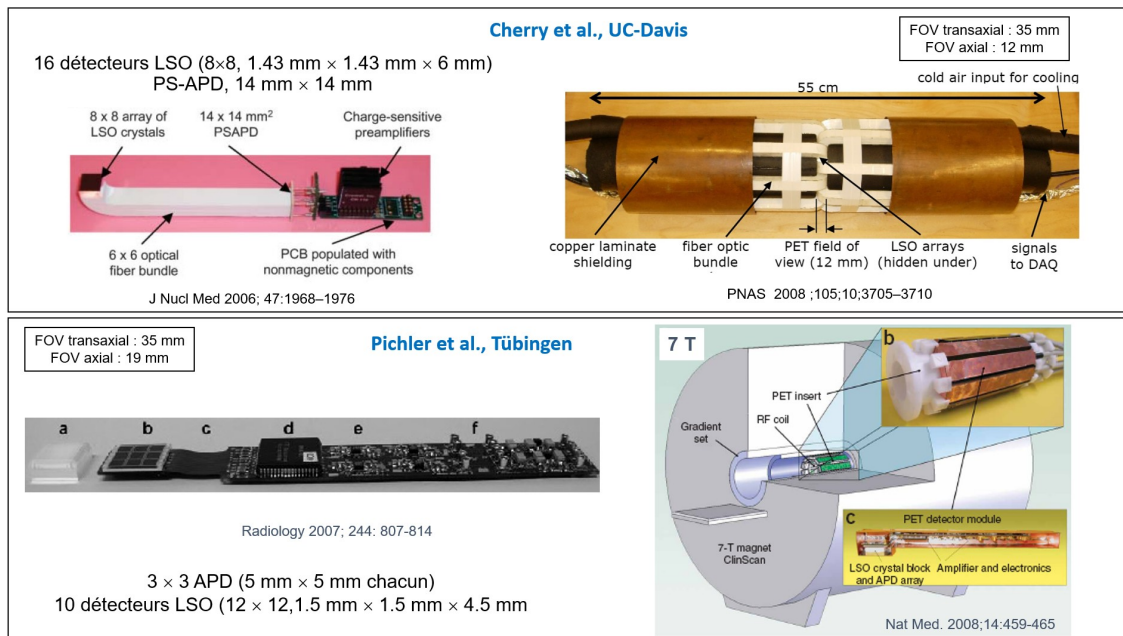 Cherry et al., UC-Davis
FOV transaxial : 35 mm
FOV axial : 12 mm
16 détecteurs LSO (8×8, 1.43 mm × 1.43 mm × 6 mm)
PS-APD, 14 mm × 14 mm
8 x 8 array of
LSO crystals
14 x 14 mm²
PSAPD
Charge-sensitive
preamplifiers
6 x 6 optical
fiber bundle
PCB populated with
nonmagnetic components
J Nucl Med 2006; 47:1968–1976
cold air input for cooling
55 cm
copper laminate
shielding
fiber optic
bundle
PET field of
view (12 mm)
LSO arrays
(hidden under)
signals
to DAQ
PNAS 2008 ;105;10;3705–3710
FOV transaxial : 35 mm
FOV axial : 19 mm
Pichler et al., Tübingen
a b c d e f
Radiology 2007; 244: 807-814
3 × 3 APD (5 mm × 5 mm chacun)
10 détecteurs LSO (12 × 12,1.5 mm × 1.5 mm × 4.5 mm
7 T
b
PET insert
RF coil
Gradient
set
7-T magnet
ClinScan
C
PET detector module
LSO crystal block
and APD array
Amplifier and electronics
Nat Med. 2008;14:459-465